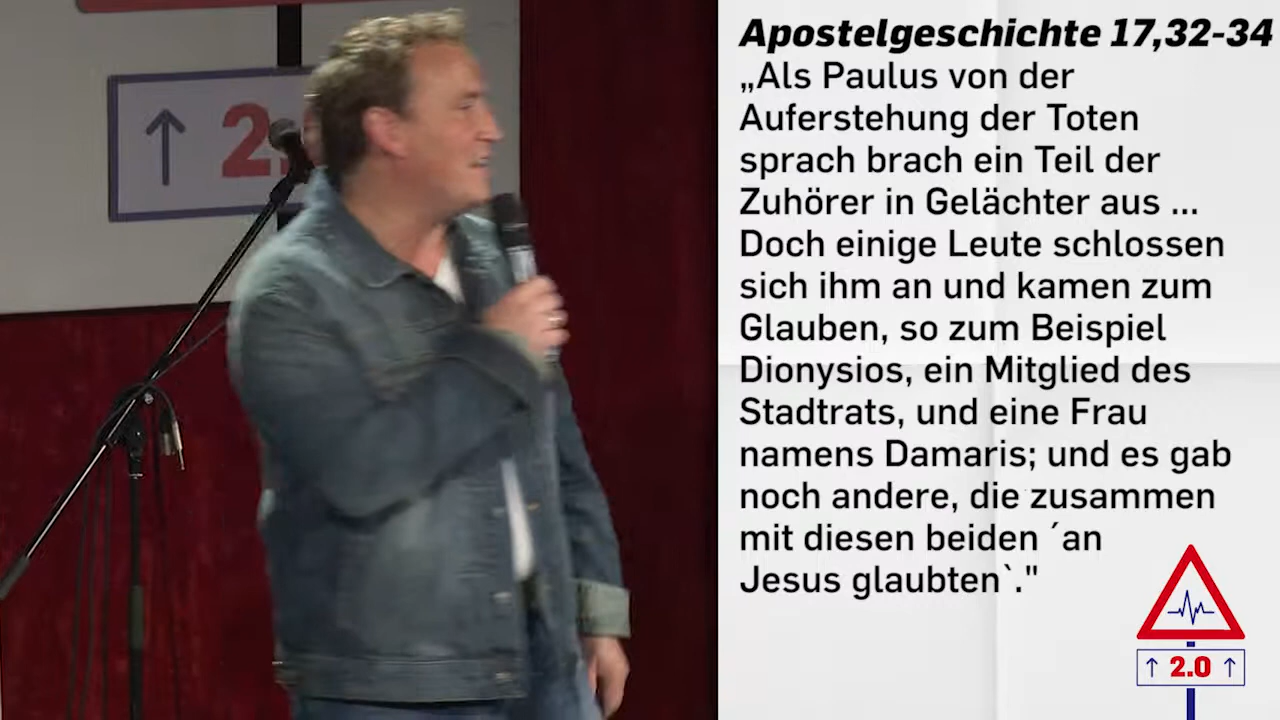 ↑ 2.
Apostelgeschichte 17,32-34
„Als Paulus von der
Auferstehung der Toten
sprach brach ein Teil der
Zuhörer in Gelächter aus ...
Doch einige Leute schlossen
sich ihm an und kamen zum
Glauben, so zum Beispiel
Dionysios, ein Mitglied des
Stadtrats, und eine Frau
namens Damaris; und es gab
noch andere, die zusammen
mit diesen beiden ´an
Jesus glaubten`."
↑ 2.0 ↑